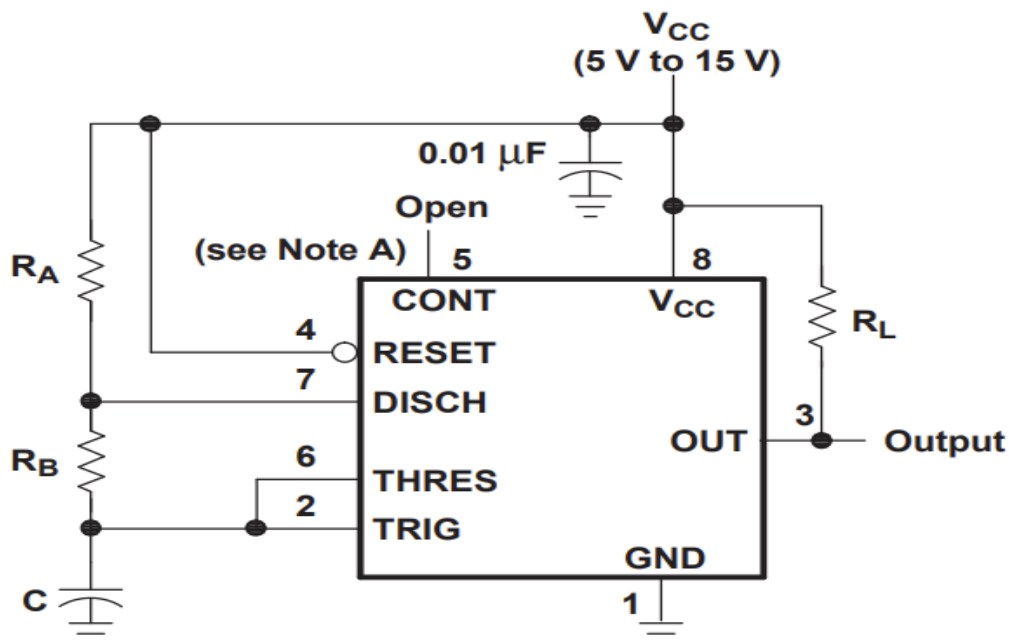 VCC
(5 V to 15 V)
0.01 μF
Open
(see Note A)
5
8
RA
CONT
VCC
RL
4
RESET
7
DISCH
3
OUT
Output
RB
6
THRES
2
TRIG
GND
C
1